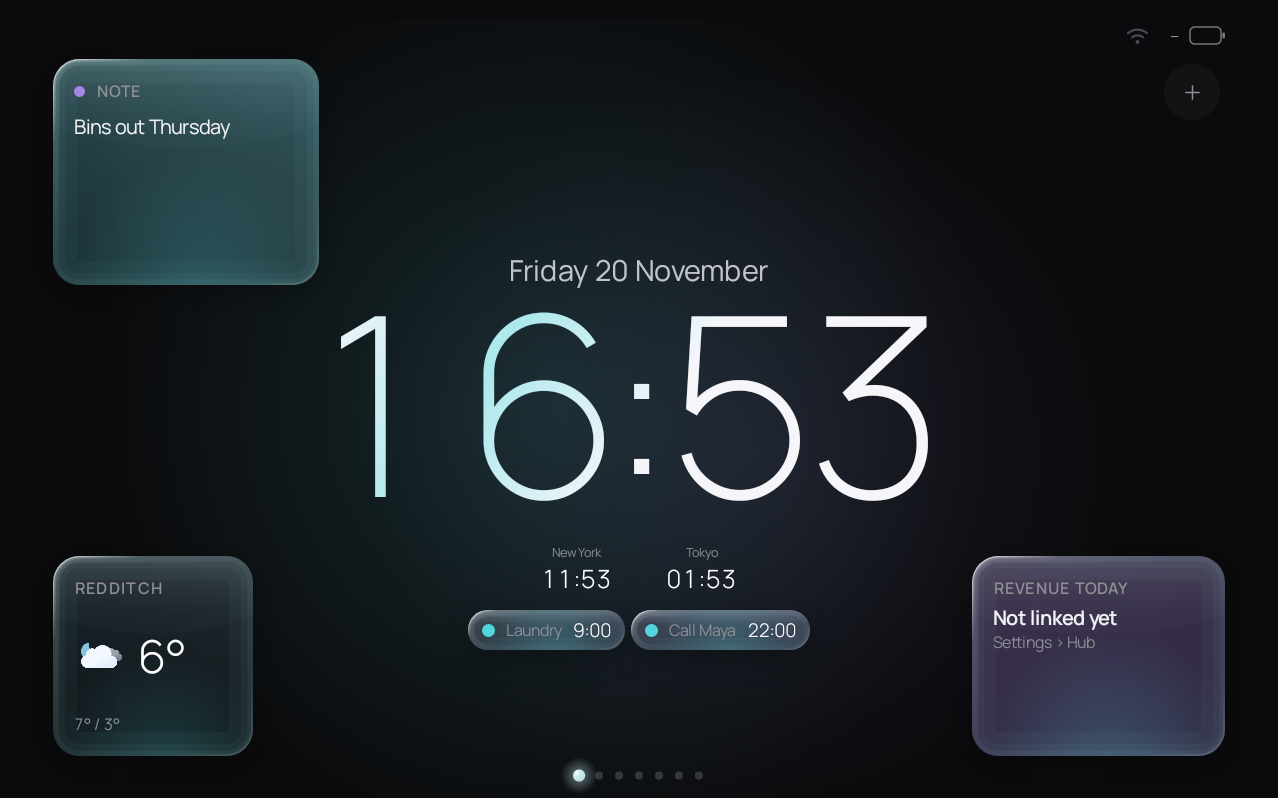 –
NOTE
+
Bins out Thursday
Friday 20 November
16:53
New York
Tokyo
11:53
01:53
REDDITCH
REVENUE TODAY
Not linked yet
Laundry 9:00
Call Maya 22:00
Settings › Hub
6°
7° / 3°